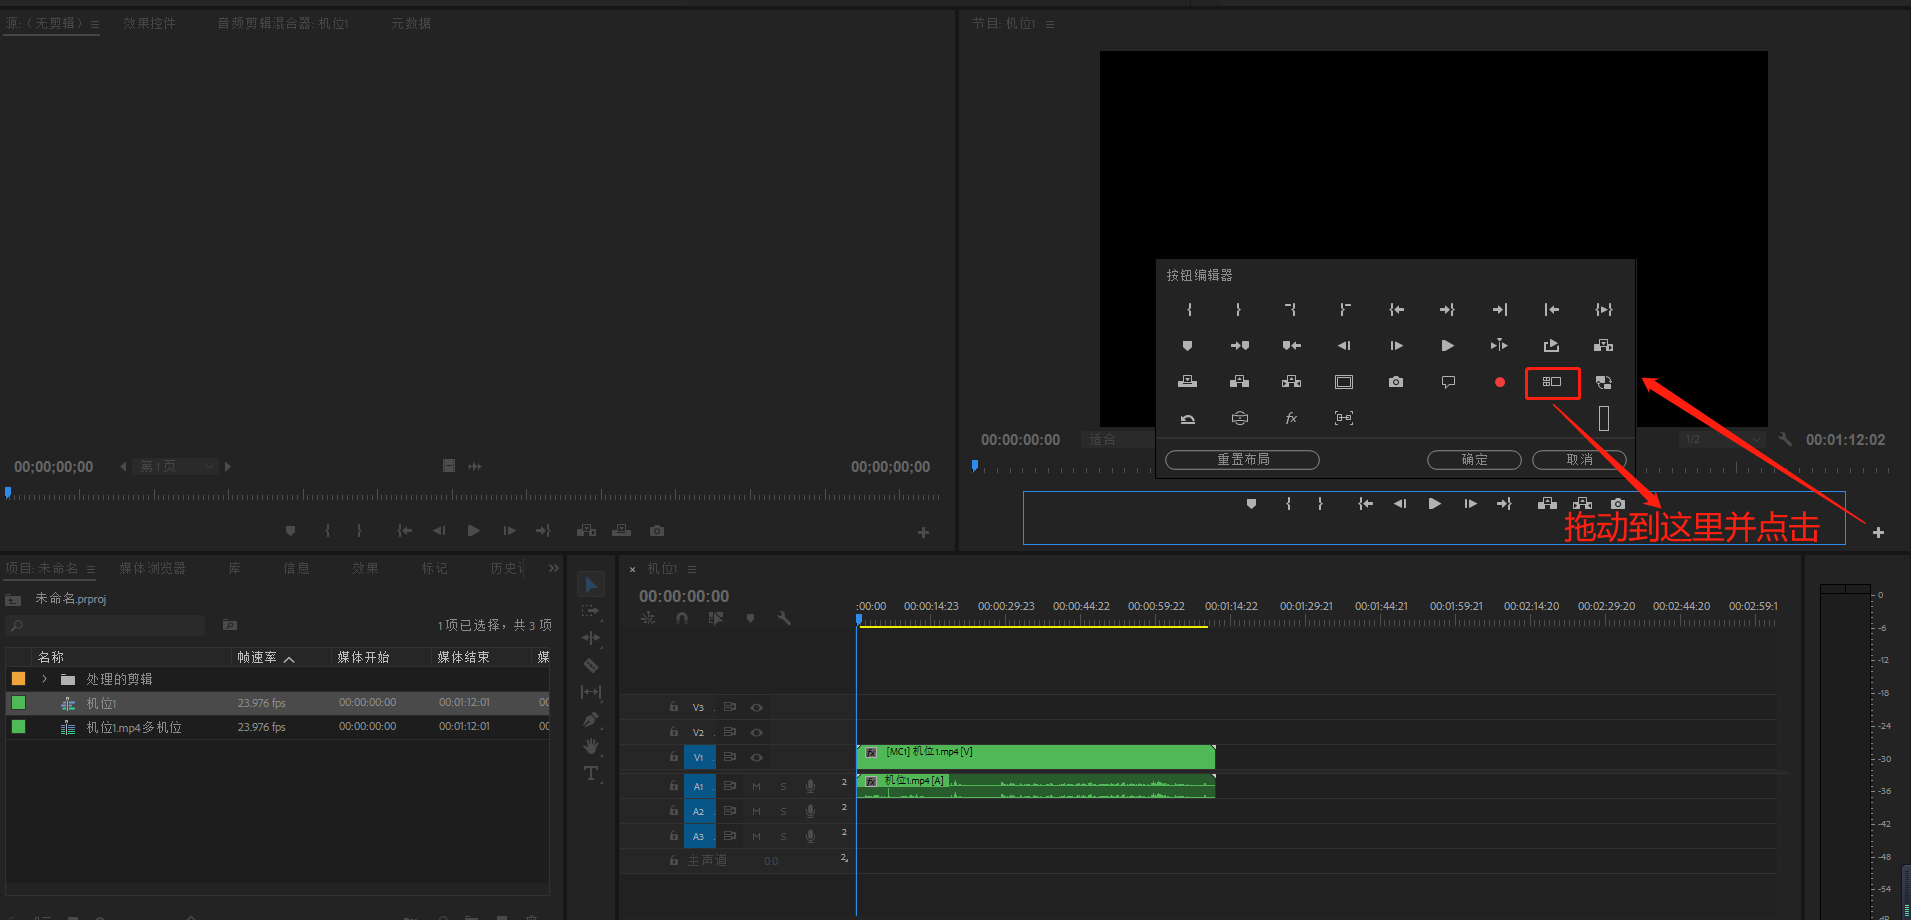 源:（无剪辑）
效果控件
音频剪辑混合器: 机位1
元数据
节目: 机位1
按钮编辑器
重置布局
确定
取消
00:00:00:00
适合
1/2
00:01:12:02
00;00;00;00
第 1 页
00;00;00;00
拖动到这里并点击
项目: 未命名
媒体浏览器
库
信息
效果
标记
历史记
未命名.prproj
1项已选择，共 3 项
名称
帧速率
媒体开始
媒体结束
媒
处理的剪辑
机位1
23.976 fps
00:00:00:00
00:01:12:01
00
机位1.mp4多机位
23.976 fps
00:00:00:00
00:01:12:01
00
机位1
00:00:00:00
:00:00
00:00:14:23
00:00:29:23
00:00:44:22
00:00:59:22
00:01:14:22
00:01:29:21
00:01:44:21
00:01:59:21
00:02:14:20
00:02:29:20
00:02:44:20
00:02:59:1
V3
V2
V1
fx [MC1] 机位1.mp4 [V]
A1
M
S
2
fx 机位1.mp4 [A]
A2
M
S
2
A3
M
S
2
主声道
0.0
2
0
-6
-12
-18
-24
-30
-36
-42
-48
-54